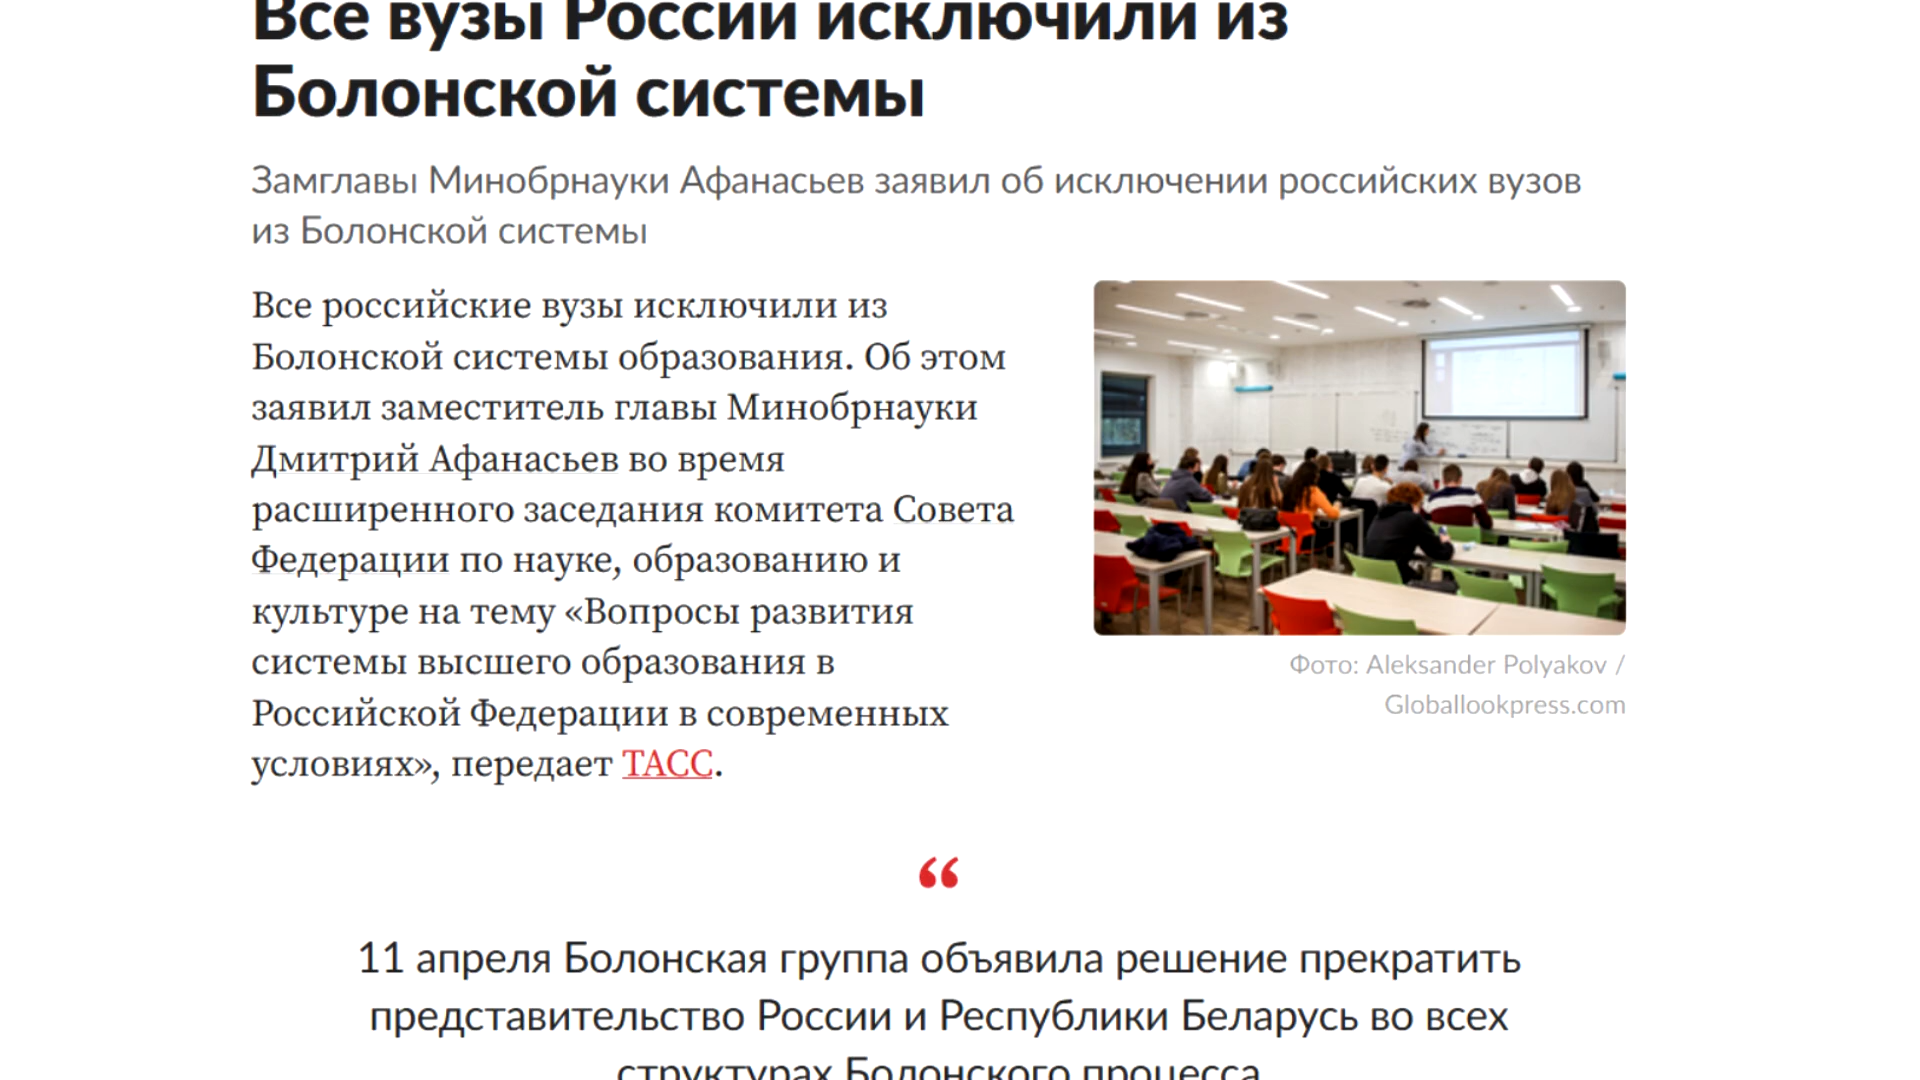 Все вузы России исключили из
Болонской системы
Замглавы Минобрнауки Афанасьев заявил об исключении российских вузов
из Болонской системы
Все российские вузы исключили из
Болонской системы образования. Об этом
заявил заместитель главы Минобрнауки
Дмитрий Афанасьев во время
расширенного заседания комитета Совета
Федерации по науке, образованию и
культуре на тему «Вопросы развития
системы высшего образования в
Российской Федерации в современных
условиях», передает ТАСС.
Фото: Aleksander Polyakov /
Globallookpress.com
“
11 апреля Болонская группа объявила решение прекратить
представительство России и Республики Беларусь во всех
структурах Болонского процесса